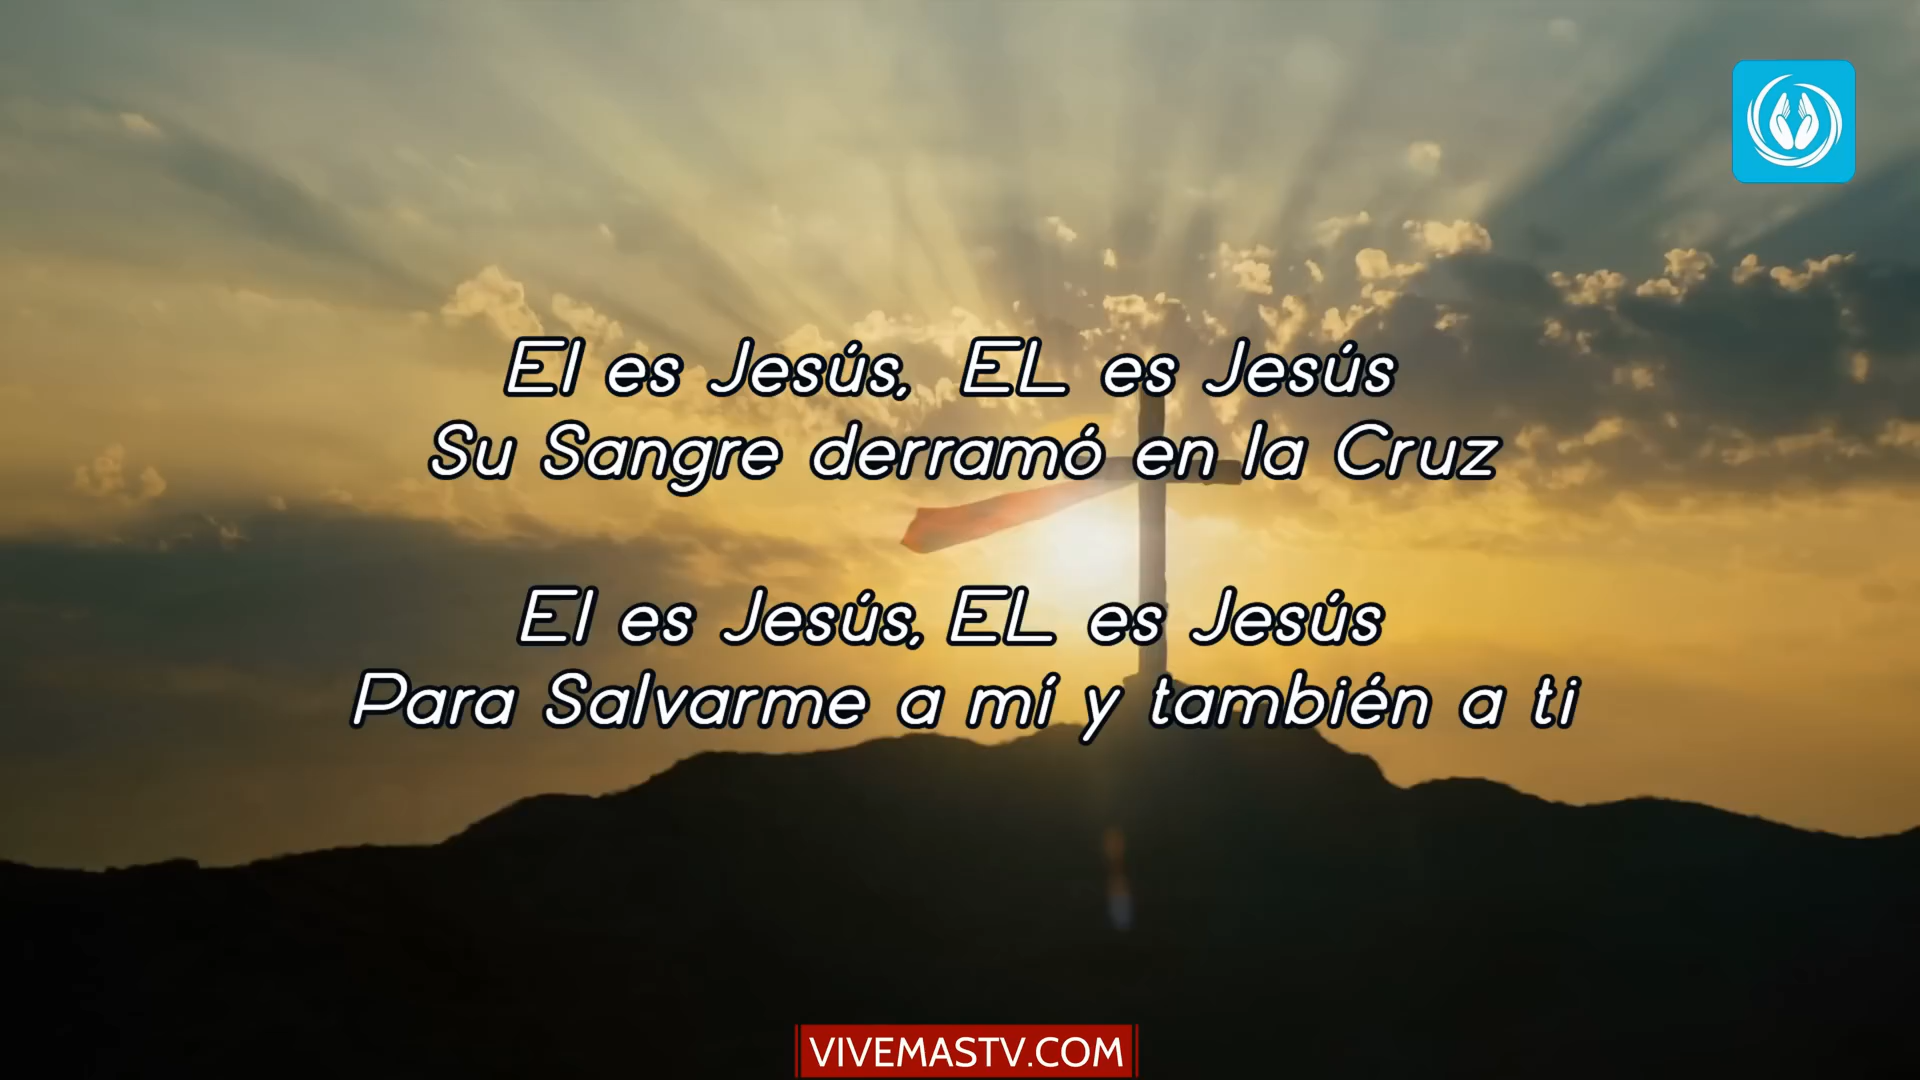 El es Jesús, EL es Jesús
Su Sangre derramó en la Cruz
El es Jesús, EL es Jesús
Para Salvarme a mí y también a ti
VIVEMASTV.COM